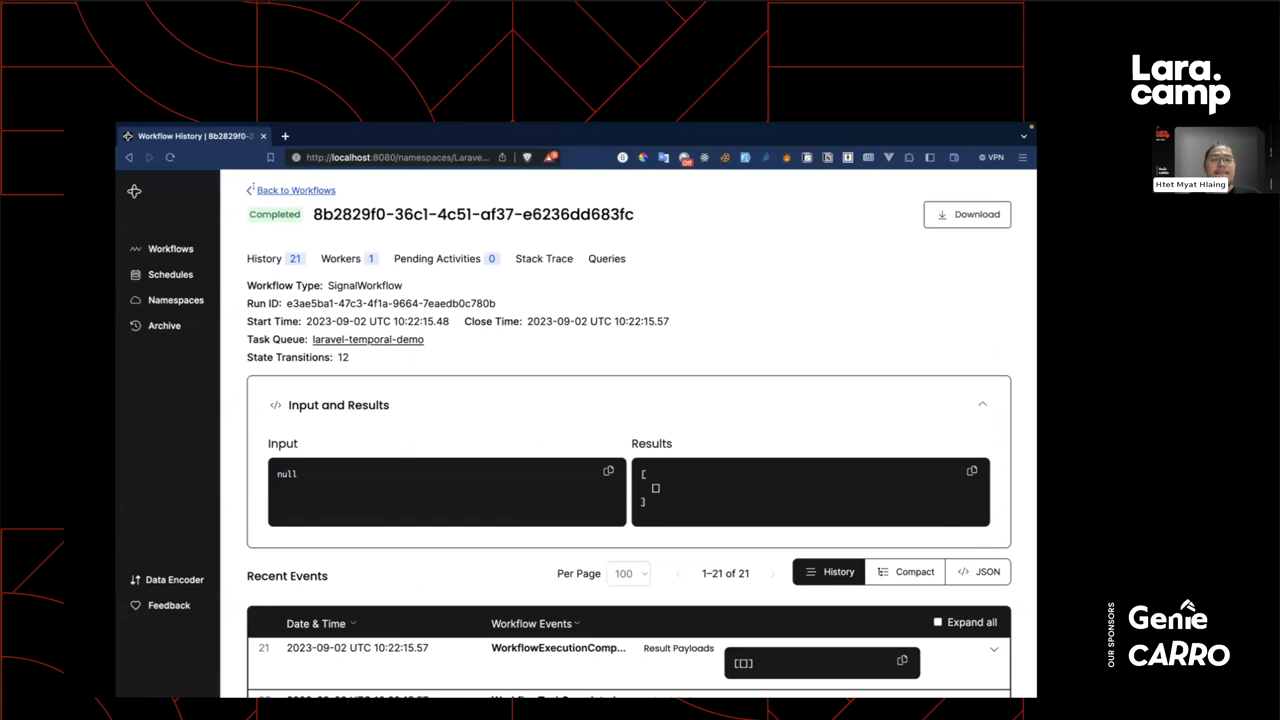 Lara.
camp
Htet Myat Hlaing
Workflow History | 8b2829f0-
http://localhost:8080/namespaces/Larave...
Off
VPN
Back to Workflows
Completed
8b2829f0-36c1-4c51-af37-e6236dd683fc
Download
Workflows
Schedules
Namespaces
Archive
Data Encoder
Feedback
History 21 Workers 1 Pending Activities 0 Stack Trace Queries
Workflow Type: SignalWorkflow
Run ID: e3ae5ba1-47c3-4f1a-9664-7eaedb0c780b
Start Time: 2023-09-02 UTC 10:22:15.48 Close Time: 2023-09-02 UTC 10:22:15.57
Task Queue: laravel-temporal-demo
State Transitions: 12
</> Input and Results
Input
null
Results
[
[]
]
Recent Events
Per Page 100
1–21 of 21
History
Compact
</> JSON
Date & Time
Workflow Events
Expand all
21 2023-09-02 UTC 10:22:15.57 WorkflowExecutionComp... Result Payloads [[]]
OUR SPONSORS
Genie
CARRO